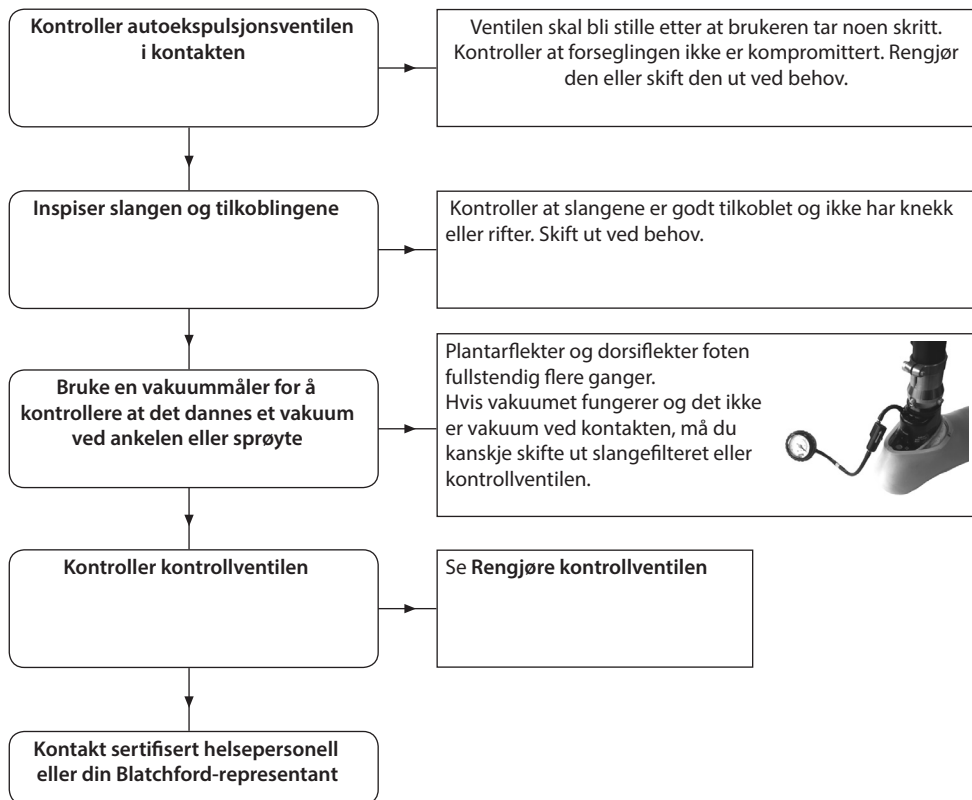 Kontroller autoekspulsjonsventilen
i kontakten
Ventilen skal bli stille etter at brukeren tar noen skritt.
Kontroller at forseglingen ikke er kompromittert. Rengjør
den eller skift den ut ved behov.
Inspiser slangen og tilkoblingene
Kontroller at slangene er godt tilkoblet og ikke har knekk
eller rifter. Skift ut ved behov.
Bruke en vakuummåler for å
kontrollere at det dannes et vakuum
ved ankelen eller sprøyte
Plantarflekter og dorsiflekter foten
fullstendig flere ganger.
Hvis vakuumet fungerer og det ikke
er vakuum ved kontakten, må du
kanskje skifte ut slangefilteret eller
kontrollventilen.
Kontroller kontrollventilen
Se Rengjøre kontrollventilen
Kontakt sertifisert helsepersonell
eller din Blatchford-representant